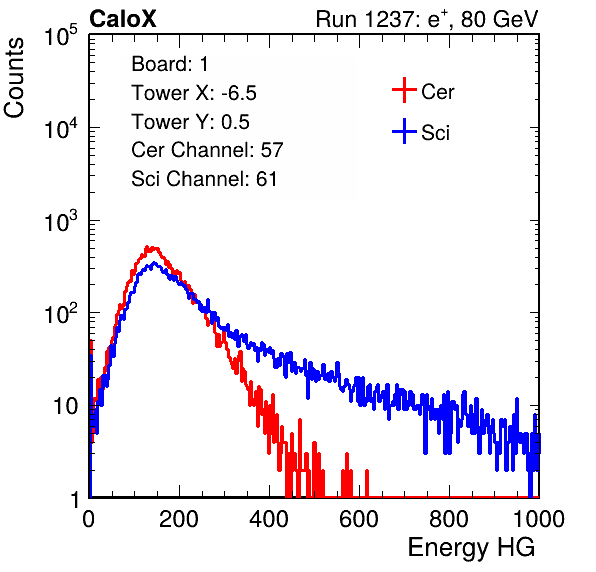 CaloX Run 1237: e⁺, 80 GeV
Counts
Board: 1
Tower X: -6.5
Tower Y: 0.5
Cer Channel: 57
Sci Channel: 61
Cer
Sci
10⁵
10⁴
10³
10²
10
1
0 200 400 600 800 1000
Energy HG